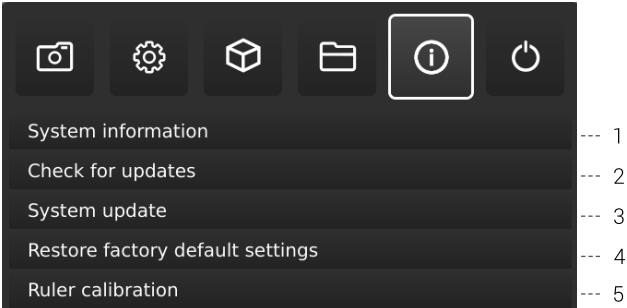 System information --- 1
Check for updates --- 2
System update --- 3
Restore factory default settings --- 4
Ruler calibration --- 5